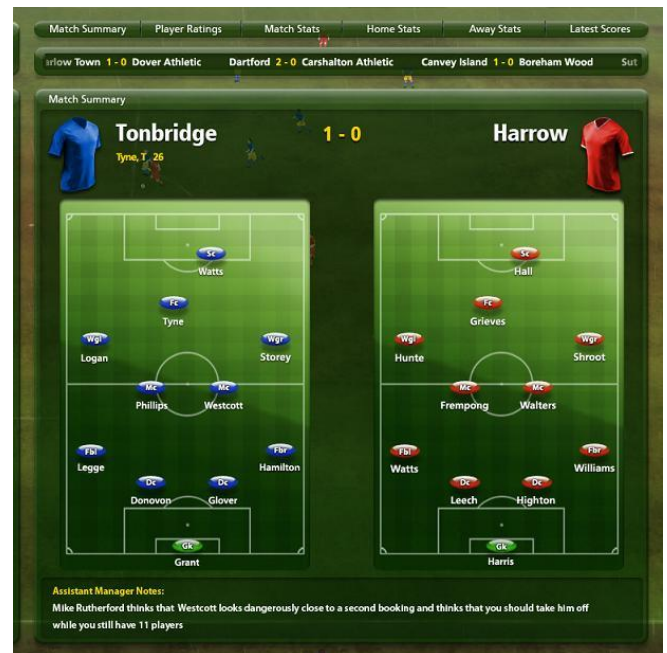 Match Summary Player Ratings Match Stats Home Stats Away Stats Latest Scores
arlow Town 1 - 0 Dover Athletic Dartford 2 - 0 Carshalton Athletic Canvey Island 1 - 0 Boreham Wood Sut
Match Summary
Tonbridge 1 - 0 Harrow
Tyne, T 26
Sc Sc
Watts Hall
Fc Fc
Tyne Grieves
Wgl Wgr Wgl Wgr
Logan Storey Hunte Shroot
Mc Mc Mc Mc
Phillips Westcott Frempong Walters
Fbl Fbr Fbl Fbr
Legge Hamilton Watts Williams
Dc Dc Dc Dc
Donovon Glover Leech Highton
Gk Gk
Grant Harris
Assistant Manager Notes:
Mike Rutherford thinks that Westcott looks dangerously close to a second booking and thinks that you should take him off
while you still have 11 players